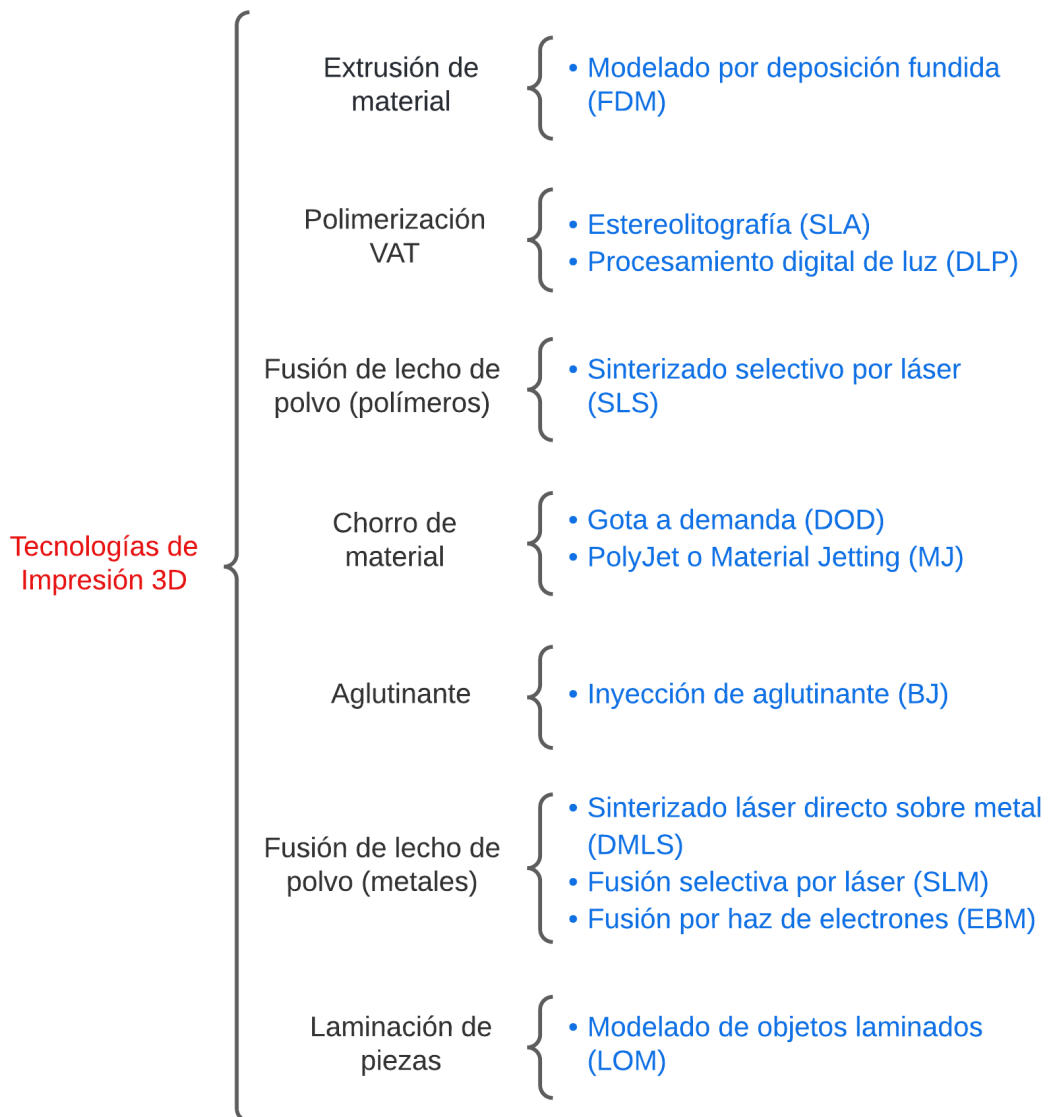 Tecnologías de
Impresión 3D
Extrusión de
material
• Modelado por deposición fundida
(FDM)
Polimerización
VAT
• Estereolitografía (SLA)
• Procesamiento digital de luz (DLP)
Fusión de lecho de
polvo (polímeros)
• Sinterizado selectivo por láser
(SLS)
Chorro de
material
• Gota a demanda (DOD)
• PolyJet o Material Jetting (MJ)
Aglutinante
• Inyección de aglutinante (BJ)
Fusión de lecho de
polvo (metales)
• Sinterizado láser directo sobre metal
(DMLS)
• Fusión selectiva por láser (SLM)
• Fusión por haz de electrones (EBM)
Laminación de
piezas
• Modelado de objetos laminados
(LOM)